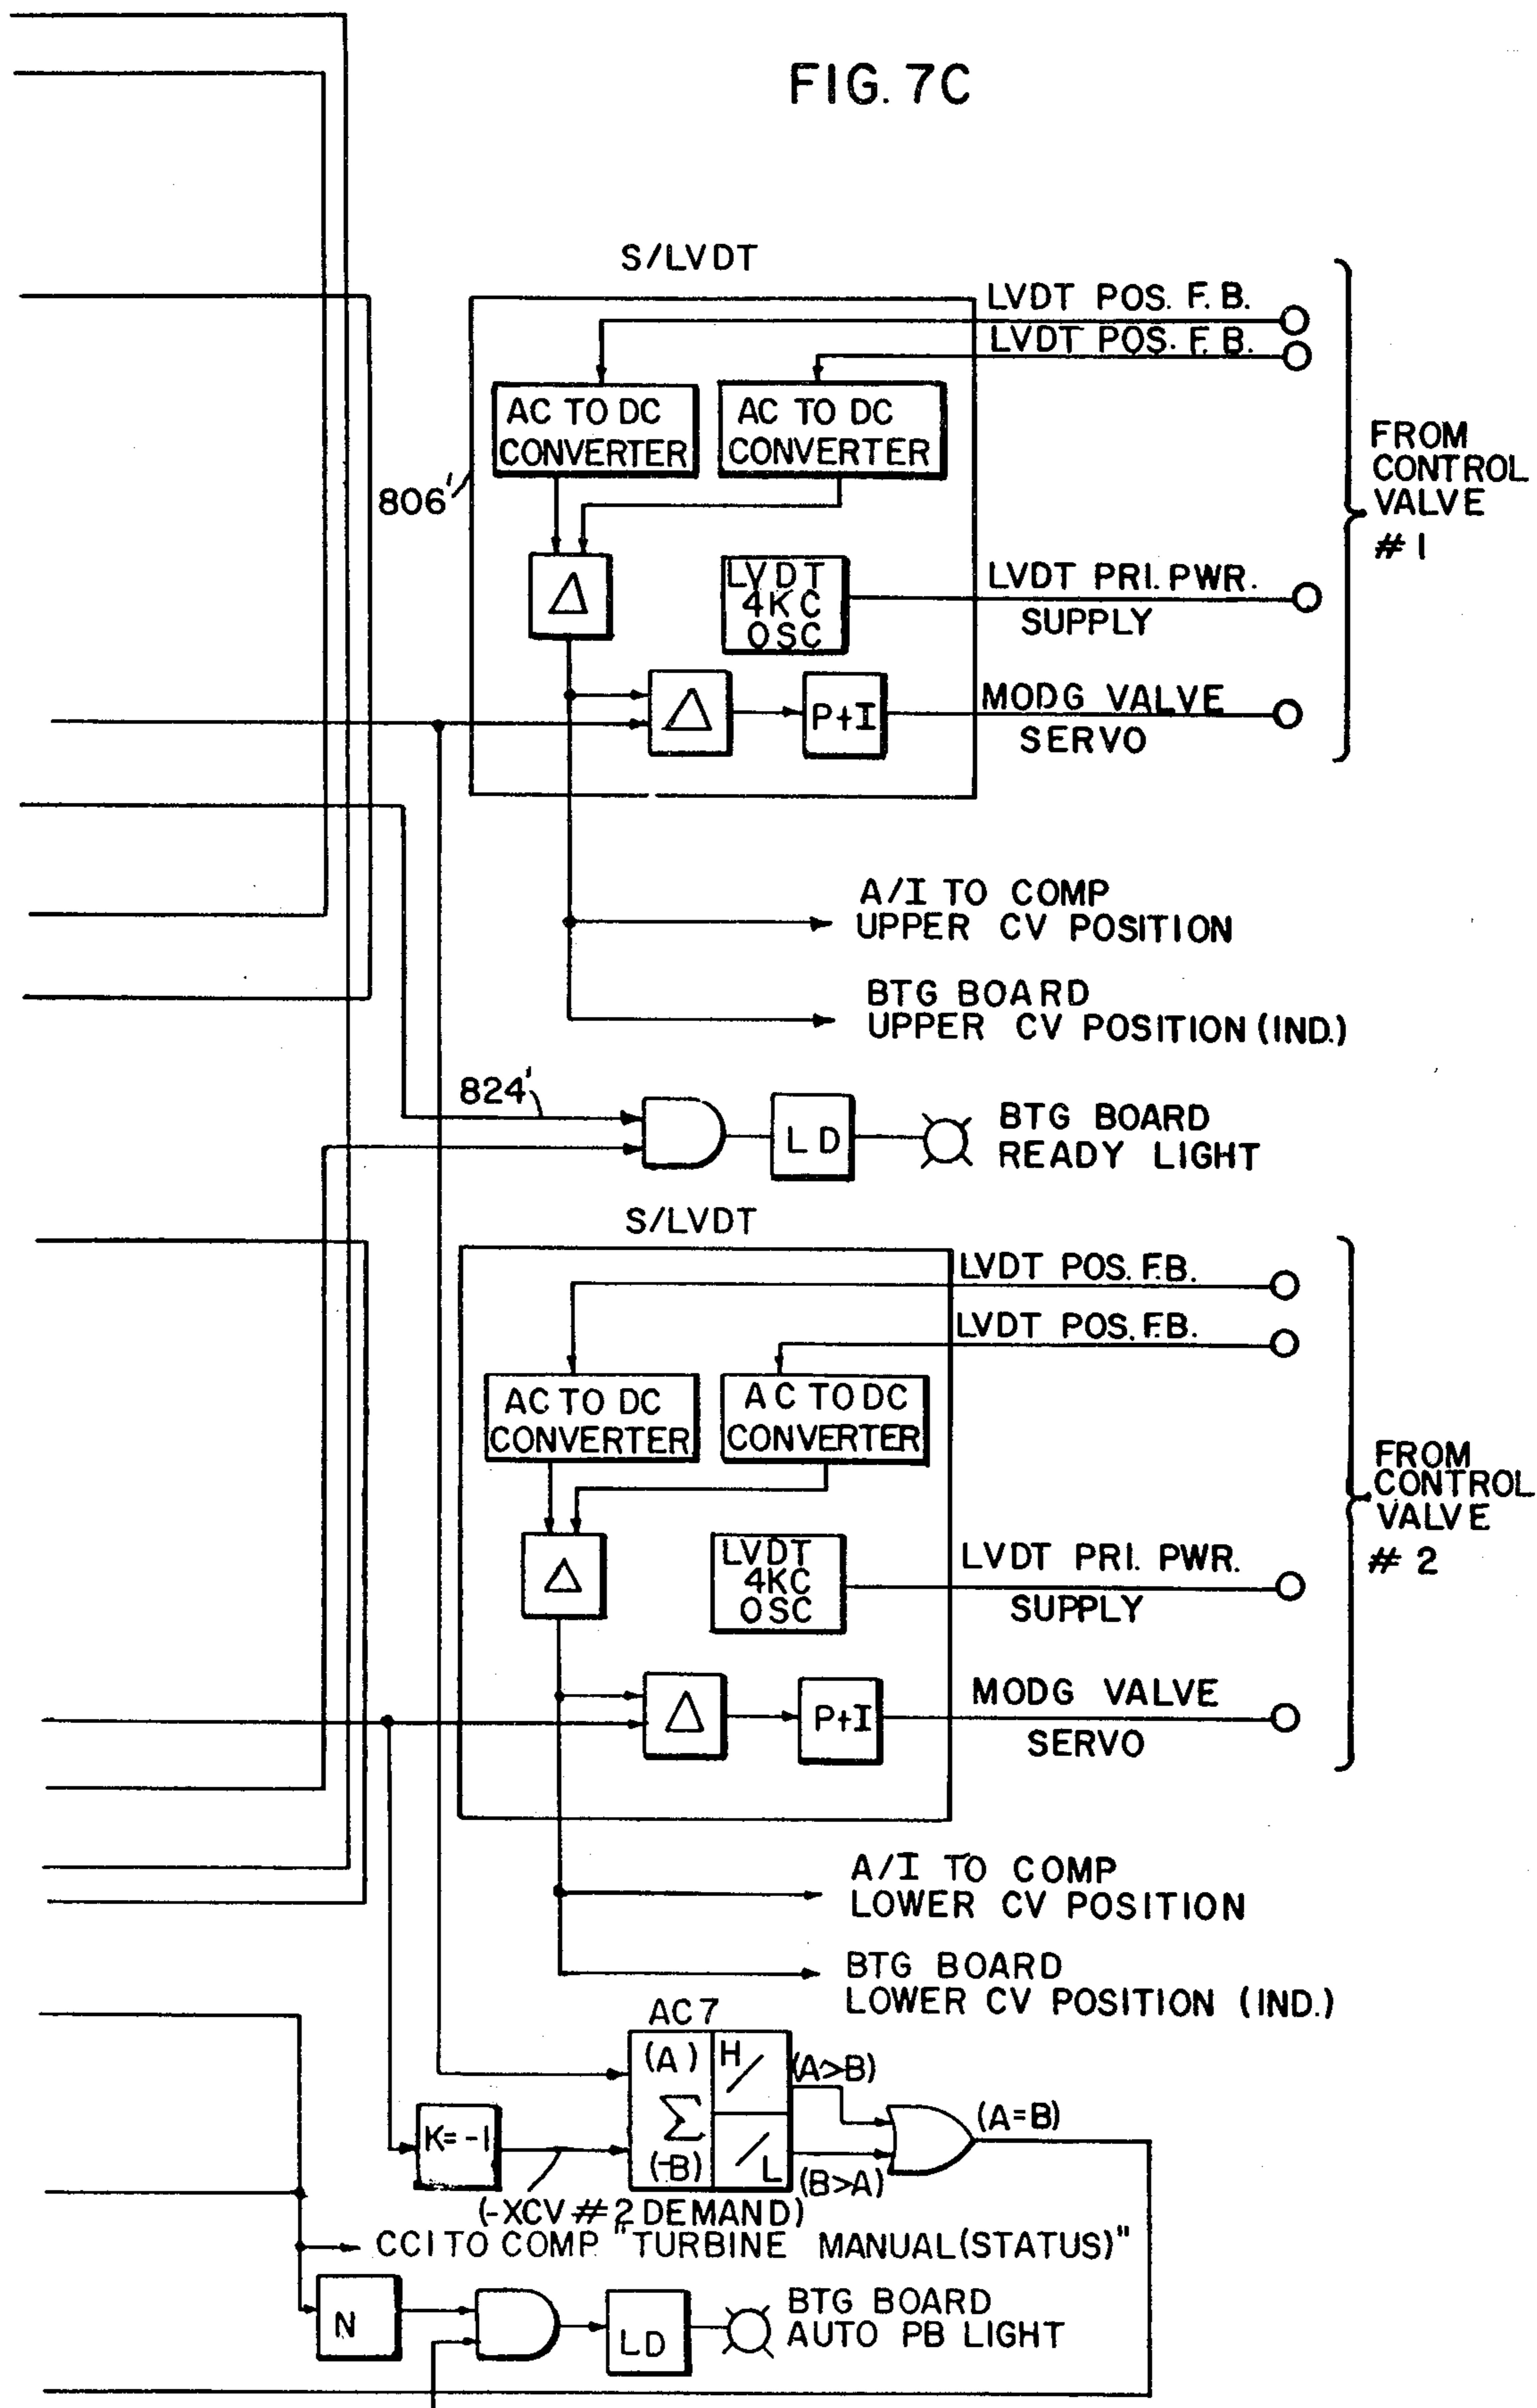 FIG. 7C
S/LVDT
LVDT POS. F. B.
LVDT POS. F. B.
AC TO DC
CONVERTER
AC TO DC
CONVERTER
806'
FROM
CONTROL
VALVE
# 1
Δ
LVDT
4KC
OSC
LVDT PRI. PWR.
SUPPLY
Δ
P+I
MODG VALVE
SERVO
A/I TO COMP
UPPER CV POSITION
BTG BOARD
UPPER CV POSITION (IND.)
824'
LD
BTG BOARD
READY LIGHT
S/LVDT
LVDT POS. F.B.
LVDT POS. F.B.
AC TO DC
CONVERTER
AC TO DC
CONVERTER
FROM
CONTROL
VALVE
# 2
Δ
LVDT
4KC
OSC
LVDT PRI. PWR.
SUPPLY
Δ
P+I
MODG VALVE
SERVO
A/I TO COMP
LOWER CV POSITION
BTG BOARD
LOWER CV POSITION (IND.)
AC7
(A)
H/
(A>B)
Σ
(A=B)
K=-1
(-B)
/L
(B>A)
(-XCV #2 DEMAND)
CCI TO COMP. "TURBINE MANUAL(STATUS)"
N
LD
BTG BOARD
AUTO PB LIGHT